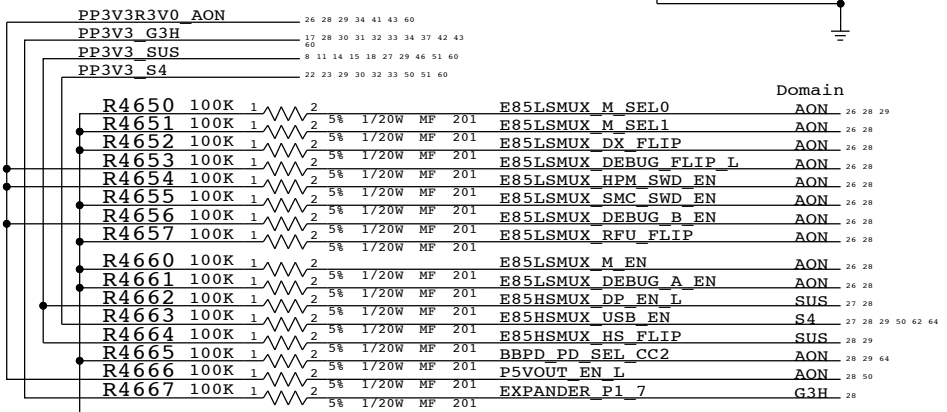 PP3V3R3V0_AON 26 28 29 34 41 43 60
PP3V3_G3H 17 28 30 31 32 33 34 37 42 43
60
PP3V3_SUS 8 11 14 15 18 27 29 46 51 60
PP3V3_S4 22 23 29 30 32 33 50 51 60
Domain
R4650 100K 1 2 E85LSMUX_M_SEL0 AON 26 28 29
5% 1/20W MF 201
R4651 100K 1 2 E85LSMUX_M_SEL1 AON 26 28
5% 1/20W MF 201
R4652 100K 1 2 E85LSMUX_DX_FLIP AON 26 28
5% 1/20W MF 201
R4653 100K 1 2 E85LSMUX_DEBUG_FLIP_L AON 26 28
5% 1/20W MF 201
R4654 100K 1 2 E85LSMUX_HPM_SWD_EN AON 26 28
5% 1/20W MF 201
R4655 100K 1 2 E85LSMUX_SMC_SWD_EN AON 26 28
5% 1/20W MF 201
R4656 100K 1 2 E85LSMUX_DEBUG_B_EN AON 26 28
5% 1/20W MF 201
R4657 100K 1 2 E85LSMUX_RFU_FLIP AON 26 28
5% 1/20W MF 201
R4660 100K 1 2 E85LSMUX_M_EN AON 26 28
5% 1/20W MF 201
R4661 100K 1 2 E85LSMUX_DEBUG_A_EN AON 26 28
5% 1/20W MF 201
R4662 100K 1 2 E85HSMUX_DP_EN_L SUS 27 28
5% 1/20W MF 201
R4663 100K 1 2 E85HSMUX_USB_EN S4 27 28 29 50 62 64
5% 1/20W MF 201
R4664 100K 1 2 E85HSMUX_HS_FLIP SUS 28 29
5% 1/20W MF 201
R4665 100K 1 2 BBPD_PD_SEL_CC2 AON 28 29 64
5% 1/20W MF 201
R4666 100K 1 2 P5VOUT_EN_L AON 28 50
5% 1/20W MF 201
R4667 100K 1 2 EXPANDER_P1_7 G3H 28
5% 1/20W MF 201